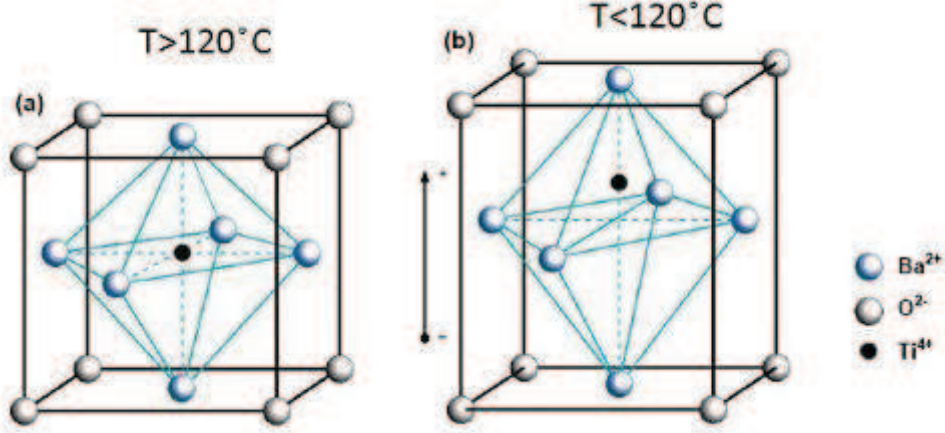 T>120°C
T<120°C
(a)
(b)
+
-
Ba²⁺
O²⁻
Ti⁴⁺